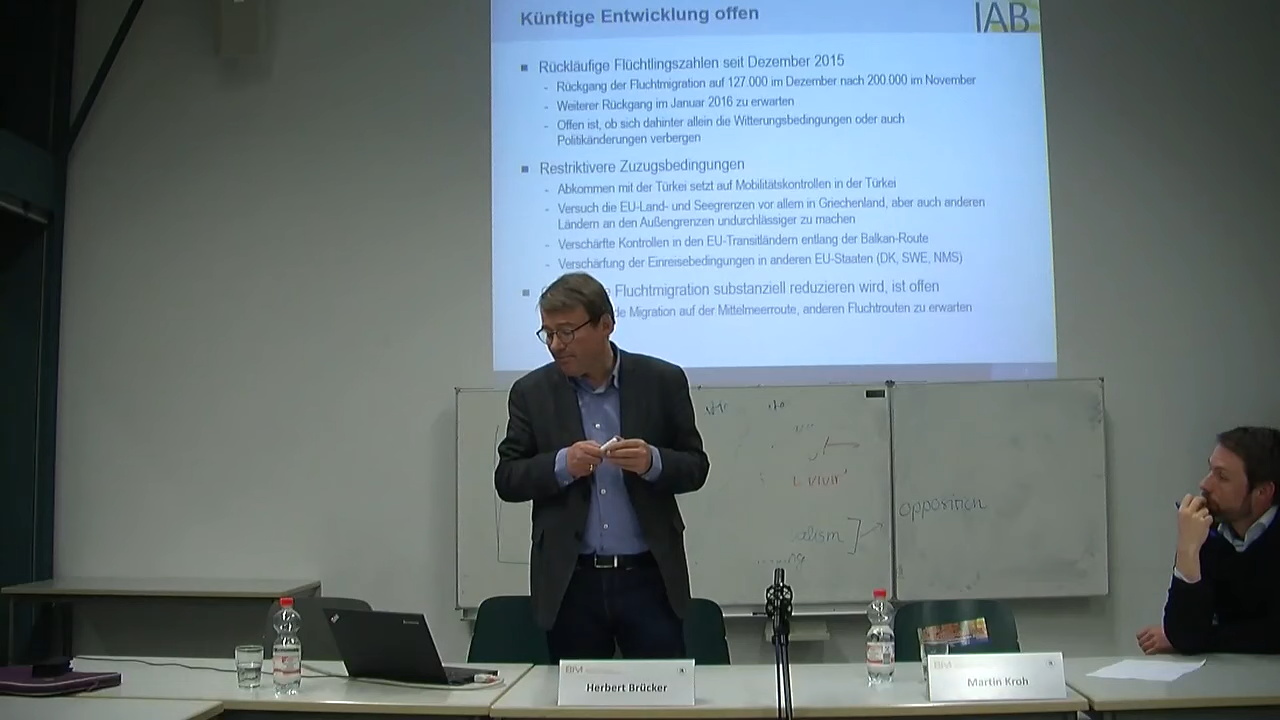 Künftige Entwicklung offen
IAB
Rückläufige Flüchtlingszahlen seit Dezember 2015
- Rückgang der Fluchtmigration auf 127.000 im Dezember nach 200.000 im November
- Weiterer Rückgang im Januar 2016 zu erwarten
- Offen ist, ob sich dahinter allein die Witterungsbedingungen oder auch
Politikänderungen verbergen
Restriktivere Zuzugsbedingungen
- Abkommen mit der Türkei setzt auf Mobilitätskontrollen in der Türkei
- Versuch die EU-Land- und Seegrenzen vor allem in Griechenland, aber auch anderen
Ländern an den Außengrenzen undurchlässiger zu machen
- Verschärfte Kontrollen in den EU-Transitländern entlang der Balkan-Route
- Verschärfung der Einreisebedingungen in anderen EU-Staaten (DK, SWE, NMS)
Fluchtmigration substanziell reduzieren wird, ist offen
de Migration auf der Mittelmeerroute, anderen Fluchtrouten zu erwarten
opposition
alism
BIM
Herbert Brücker
BIM
Martin Kroh